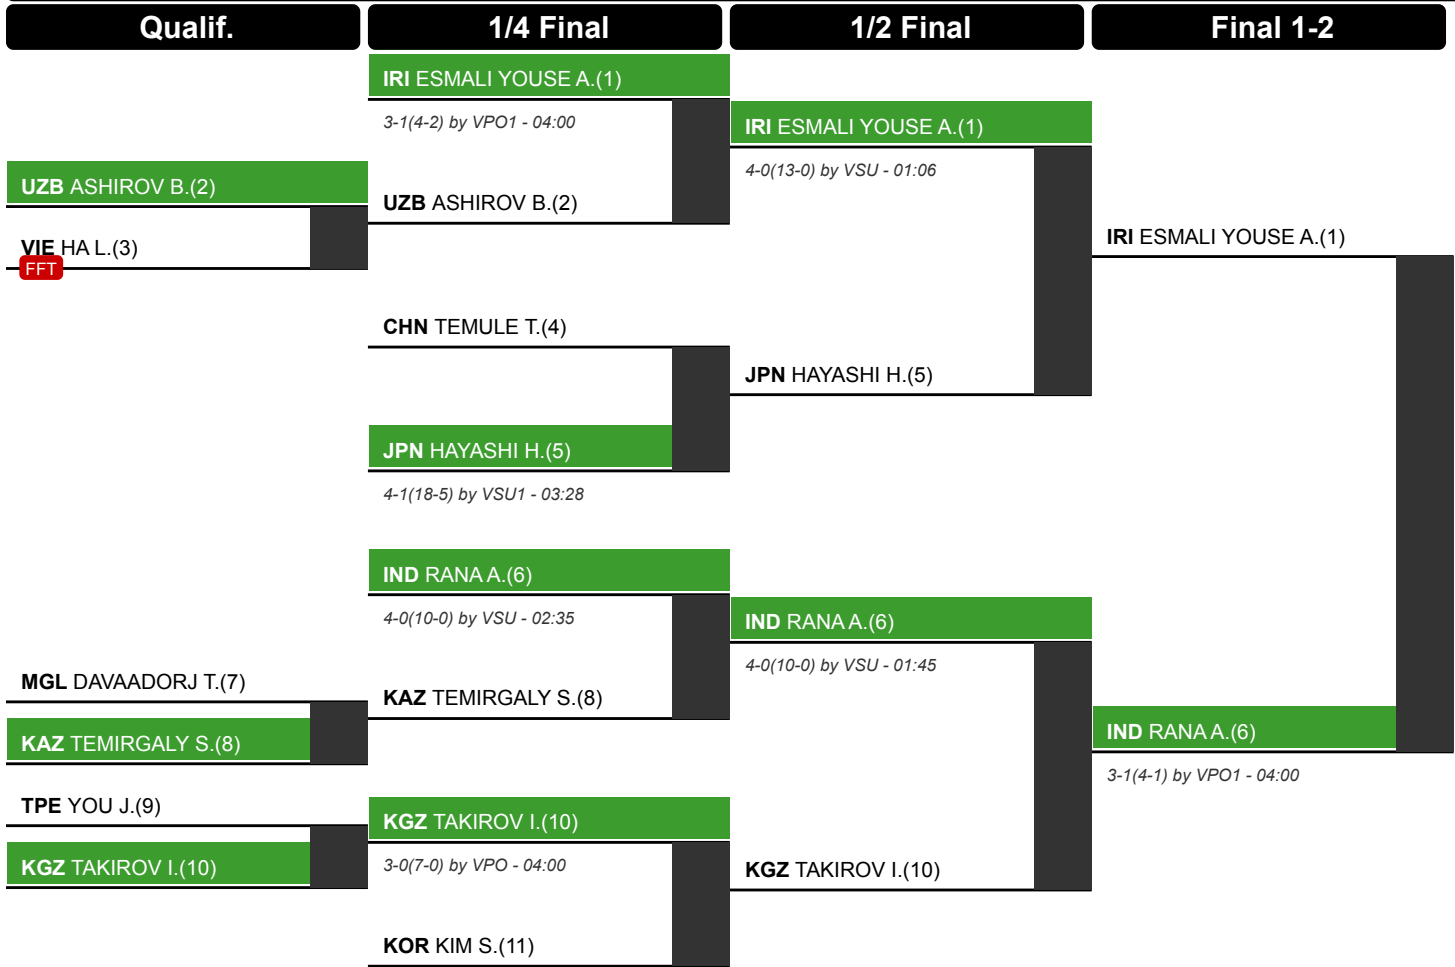 Qualif.
1/4 Final
1/2 Final
Final 1-2
UZB ASHIROV B.(2)
VIE HA L.(3)
FFT
MGL DAVAADORJ T.(7)
KAZ TEMIRGALY S.(8)
TPE YOU J.(9)
KGZ TAKIROV I.(10)
IRI ESMALI YOUSE A.(1)
3-1(4-2) by VPO1 - 04:00
UZB ASHIROV B.(2)
CHN TEMULE T.(4)
JPN HAYASHI H.(5)
4-1(18-5) by VSU1 - 03:28
IND RANA A.(6)
4-0(10-0) by VSU - 02:35
KAZ TEMIRGALY S.(8)
KGZ TAKIROV I.(10)
3-0(7-0) by VPO - 04:00
KOR KIM S.(11)
IRI ESMALI YOUSE A.(1)
4-0(13-0) by VSU - 01:06
JPN HAYASHI H.(5)
IND RANA A.(6)
4-0(10-0) by VSU - 01:45
KGZ TAKIROV I.(10)
IRI ESMALI YOUSE A.(1)
IND RANA A.(6)
3-1(4-1) by VPO1 - 04:00